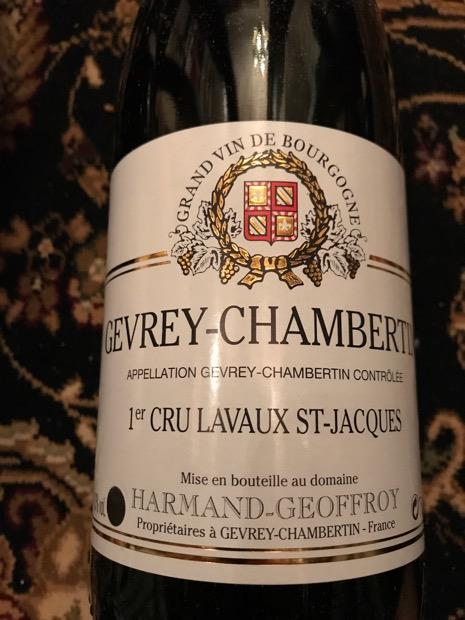 GRAND VIN DE BOURGOGNE
GEVREY-CHAMBERTIN
APPELLATION GEVREY-CHAMBERTIN CONTRÔLÉE
1er CRU LAVAUX ST-JACQUES
Mise en bouteille au domaine
HARMAND-GEOFFROY
Propriétaires à GEVREY-CHAMBERTIN - France